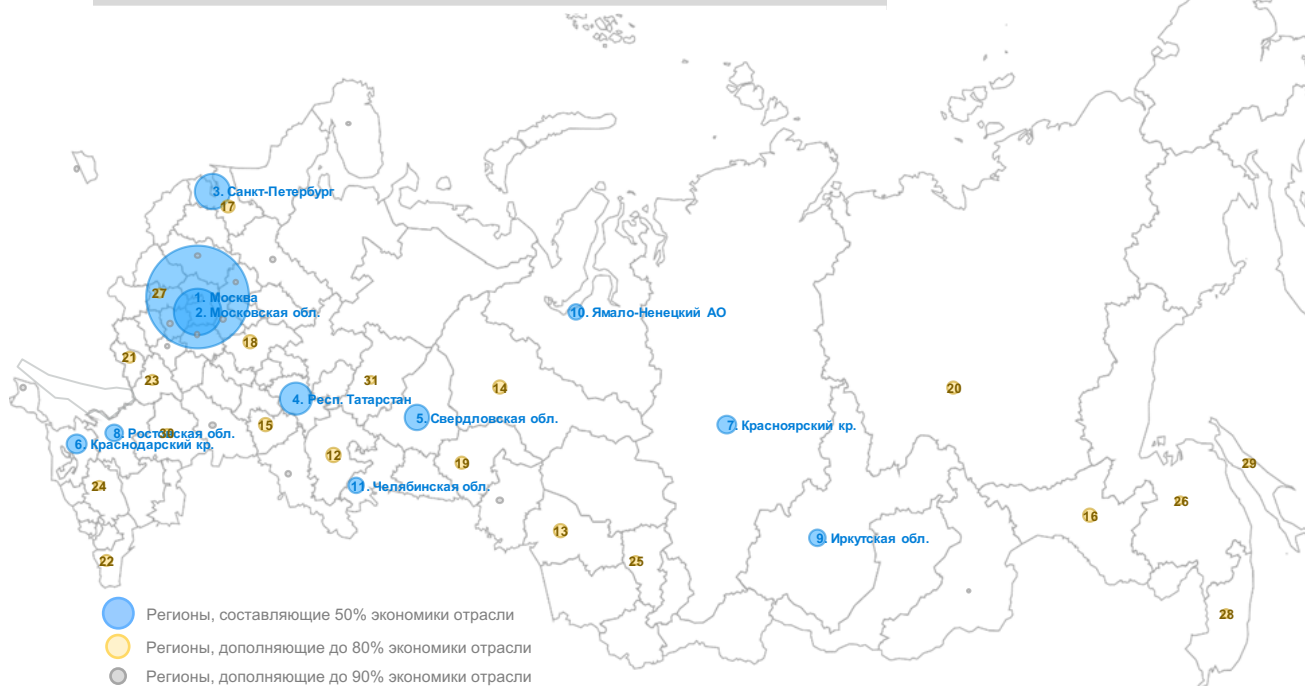 3. Санкт-Петербург
17
27
1. Москва
2. Московская обл.
10. Ямало-Ненецкий АО
18
21
23
31
14
20
4. Респ. Татарстан
5. Свердловская обл.
7. Красноярский кр.
15
8. Ростовская обл.
30
6. Краснодарский кр.
12
19
29
24
11. Челябинская обл.
26
16
13
9. Иркутская обл.
22
25
28
Регионы, составляющие 50% экономики отрасли
Регионы, дополняющие до 80% экономики отрасли
Регионы, дополняющие до 90% экономики отрасли